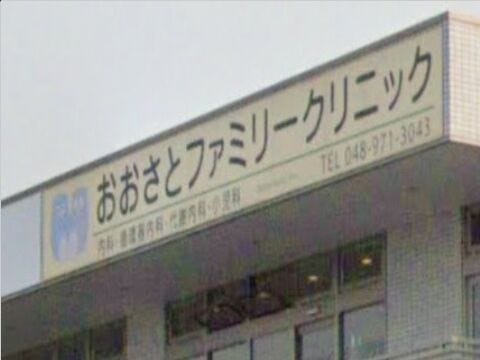 おおさとファミリークリニック
内科・循環器内科・代謝内科・小児科
TEL 048-971-3043